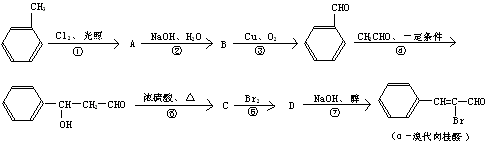 CH₃
CHO
Cl₂、光照
①
A
NaOH、H₂O
②
B
Cu、O₂
③
CH₃CHO、一定条件
④
CH—CH₂—CHO
OH
浓硫酸、△
⑤
C
Br₂
⑥
D
NaOH、醇
⑦
CH=C—CHO
Br
(α-溴代肉桂醛)